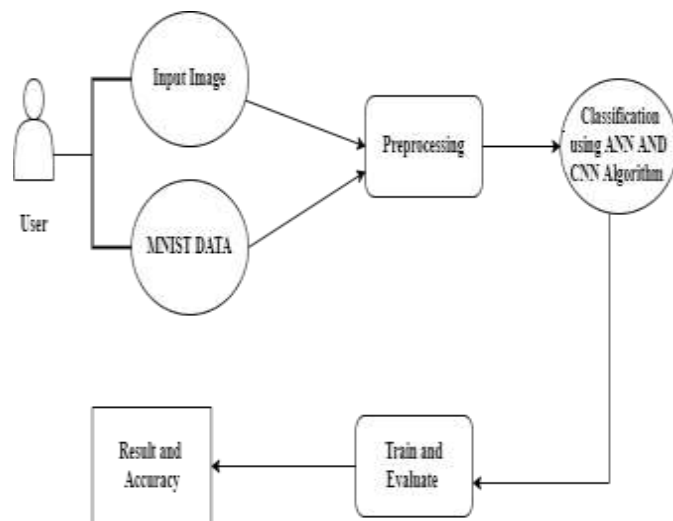 Input Image
Classification
using ANN AND
CNN Algorithm
Preprocessing
User
MNIST DATA
Result and
Accuracy
Train and
Evaluate